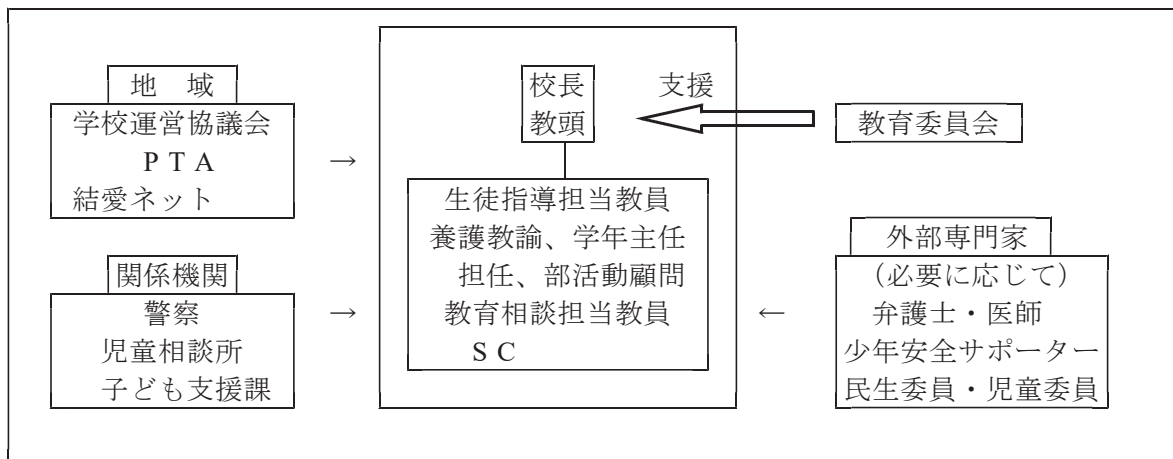 地　域
学校運営協議会
ＰＴＡ
結愛ネット
→
関係機関
警察
児童相談所
子ども支援課
→
校長
教頭
支援
生徒指導担当教員
養護教諭、学年主任
担任、部活動顧問
教育相談担当教員
ＳＣ
教育委員会
←
外部専門家
（必要に応じて）
弁護士・医師
少年安全サポーター
民生委員・児童委員